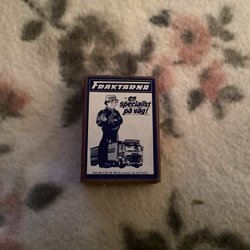 FRAKTARNA
- en
specialist
på väg!